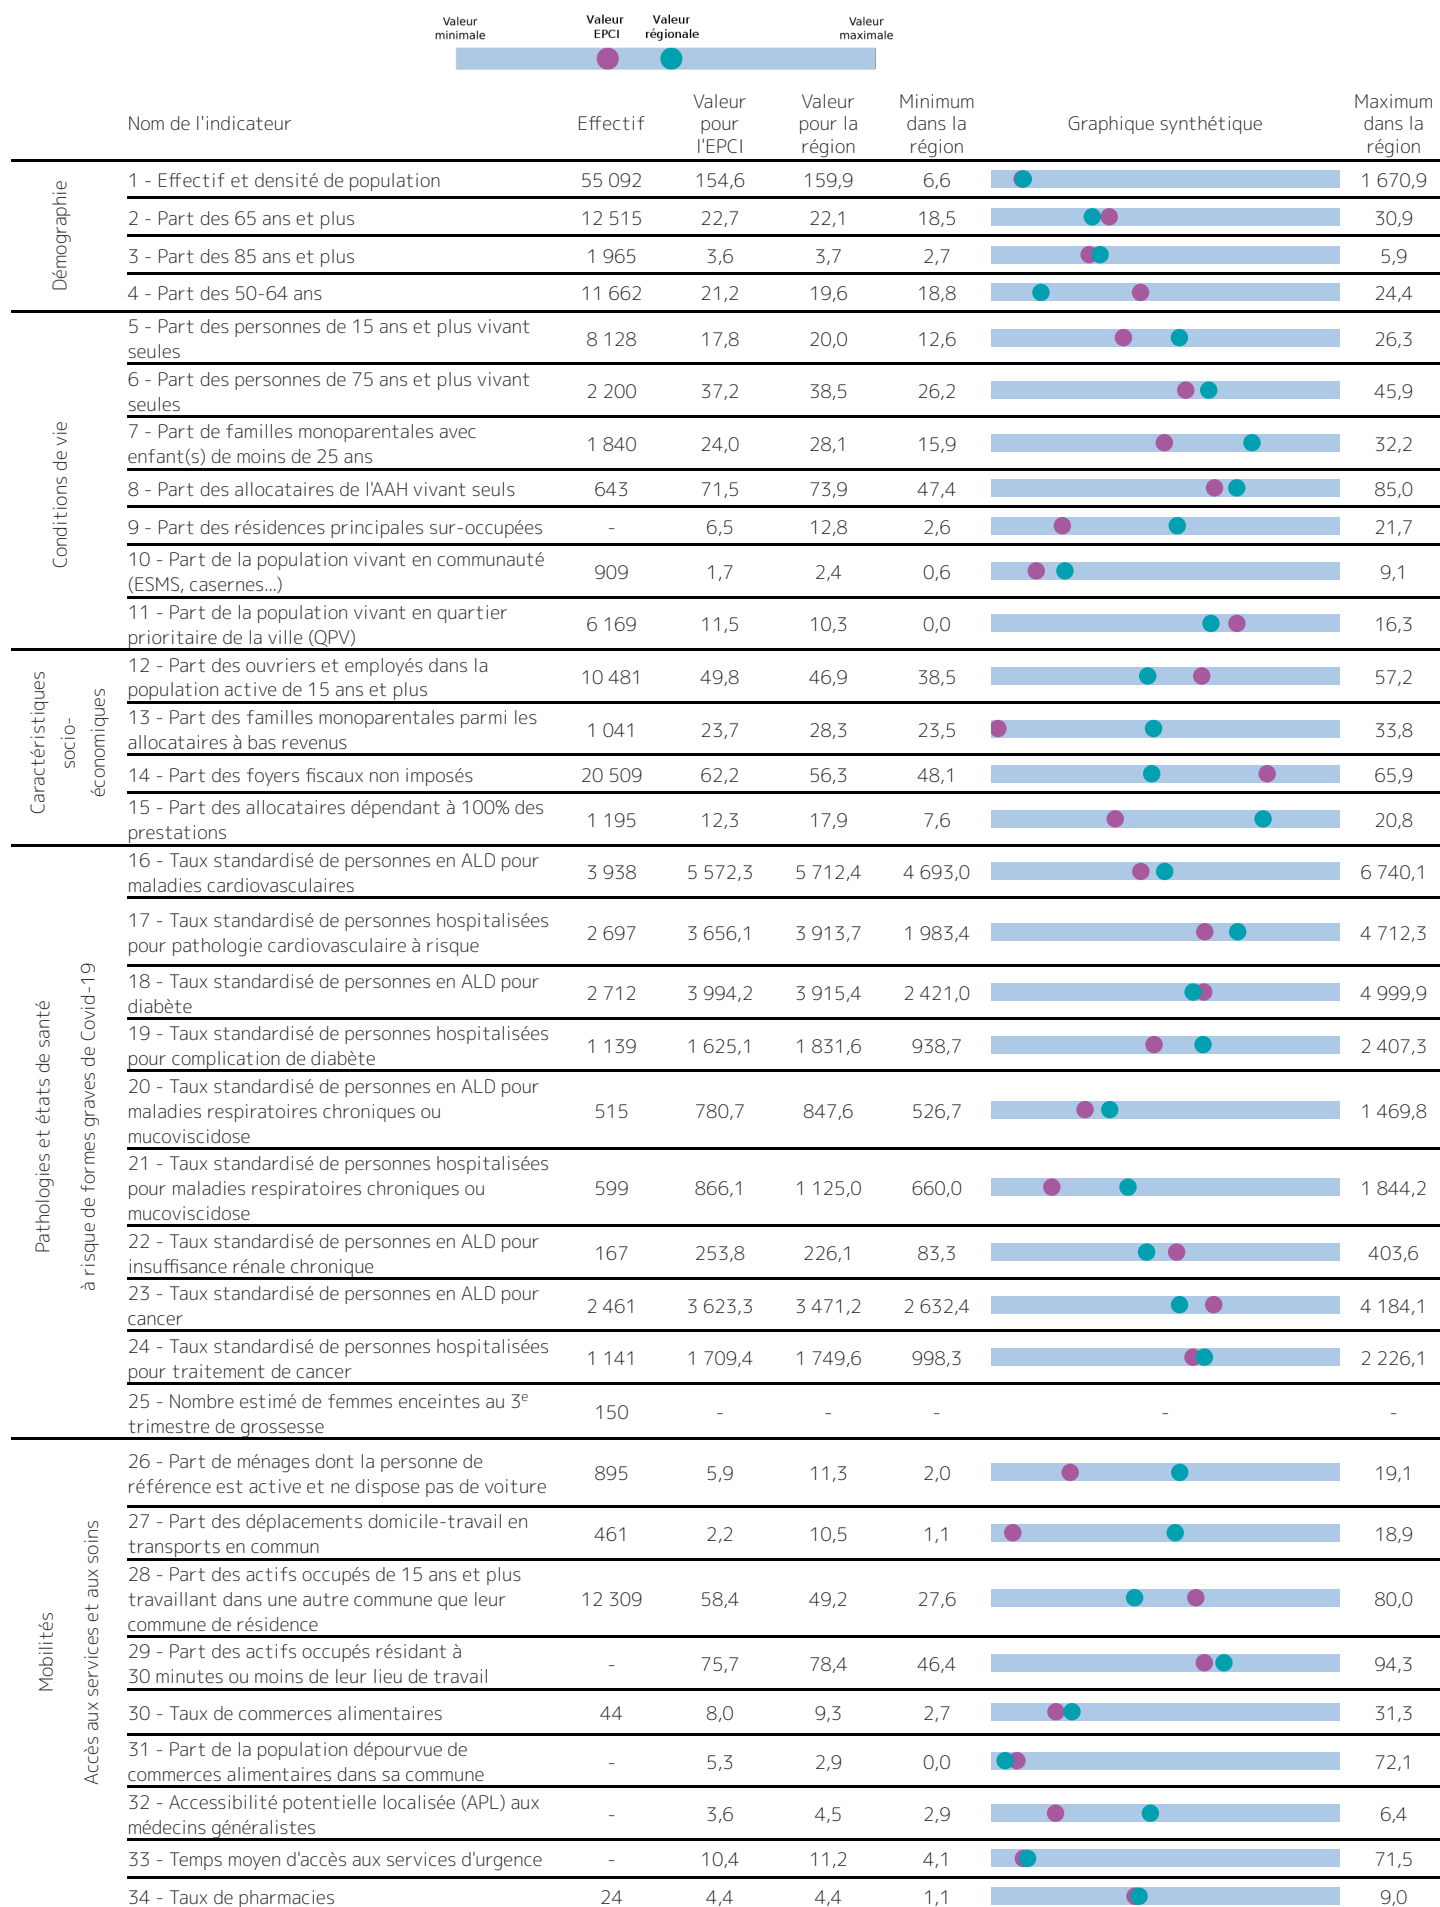 Valeur minimale
Valeur EPCI
Valeur régionale
Valeur maximale
Nom de l'indicateur
Effectif
Valeur pour l'EPCI
Valeur pour la région
Minimum dans la région
Graphique synthétique
Maximum dans la région
Démographie
1 - Effectif et densité de population 55 092 154,6 159,9 6,6 1 670,9
2 - Part des 65 ans et plus 12 515 22,7 22,1 18,5 30,9
3 - Part des 85 ans et plus 1 965 3,6 3,7 2,7 5,9
4 - Part des 50-64 ans 11 662 21,2 19,6 18,8 24,4
Conditions de vie
5 - Part des personnes de 15 ans et plus vivant
seules 8 128 17,8 20,0 12,6 26,3
6 - Part des personnes de 75 ans et plus vivant
seules 2 200 37,2 38,5 26,2 45,9
7 - Part de familles monoparentales avec
enfant(s) de moins de 25 ans 1 840 24,0 28,1 15,9 32,2
8 - Part des allocataires de l'AAH vivant seuls 643 71,5 73,9 47,4 85,0
9 - Part des résidences principales sur-occupées - 6,5 12,8 2,6 21,7
10 - Part de la population vivant en communauté
(ESMS, casernes...) 909 1,7 2,4 0,6 9,1
11 - Part de la population vivant en quartier
prioritaire de la ville (QPV) 6 169 11,5 10,3 0,0 16,3
Caractéristiques
socio-
économiques
12 - Part des ouvriers et employés dans la
population active de 15 ans et plus 10 481 49,8 46,9 38,5 57,2
13 - Part des familles monoparentales parmi les
allocataires à bas revenus 1 041 23,7 28,3 23,5 33,8
14 - Part des foyers fiscaux non imposés 20 509 62,2 56,3 48,1 65,9
15 - Part des allocataires dépendant à 100% des
prestations 1 195 12,3 17,9 7,6 20,8
Pathologies et états de santé
à risque de formes graves de Covid-19
16 - Taux standardisé de personnes en ALD pour
maladies cardiovasculaires 3 938 5 572,3 5 712,4 4 693,0 6 740,1
17 - Taux standardisé de personnes hospitalisées
pour pathologie cardiovasculaire à risque 2 697 3 656,1 3 913,7 1 983,4 4 712,3
18 - Taux standardisé de personnes en ALD pour
diabète 2 712 3 994,2 3 915,4 2 421,0 4 999,9
19 - Taux standardisé de personnes hospitalisées
pour complication de diabète 1 139 1 625,1 1 831,6 938,7 2 407,3
20 - Taux standardisé de personnes en ALD pour
maladies respiratoires chroniques ou
mucoviscidose 515 780,7 847,6 526,7 1 469,8
21 - Taux standardisé de personnes hospitalisées
pour maladies respiratoires chroniques ou
mucoviscidose 599 866,1 1 125,0 660,0 1 844,2
22 - Taux standardisé de personnes en ALD pour
insuffisance rénale chronique 167 253,8 226,1 83,3 403,6
23 - Taux standardisé de personnes en ALD pour
cancer 2 461 3 623,3 3 471,2 2 632,4 4 184,1
24 - Taux standardisé de personnes hospitalisées
pour traitement de cancer 1 141 1 709,4 1 749,6 998,3 2 226,1
25 - Nombre estimé de femmes enceintes au 3e
trimestre de grossesse 150 - - - - -
Mobilités
Accès aux services et aux soins
26 - Part de ménages dont la personne de
référence est active et ne dispose pas de voiture 895 5,9 11,3 2,0 19,1
27 - Part des déplacements domicile-travail en
transports en commun 461 2,2 10,5 1,1 18,9
28 - Part des actifs occupés de 15 ans et plus
travaillant dans une autre commune que leur
commune de résidence 12 309 58,4 49,2 27,6 80,0
29 - Part des actifs occupés résidant à
30 minutes ou moins de leur lieu de travail - 75,7 78,4 46,4 94,3
30 - Taux de commerces alimentaires 44 8,0 9,3 2,7 31,3
31 - Part de la population dépourvue de
commerces alimentaires dans sa commune - 5,3 2,9 0,0 72,1
32 - Accessibilité potentielle localisée (APL) aux
médecins généralistes - 3,6 4,5 2,9 6,4
33 - Temps moyen d'accès aux services d'urgence - 10,4 11,2 4,1 71,5
34 - Taux de pharmacies 24 4,4 4,4 1,1 9,0